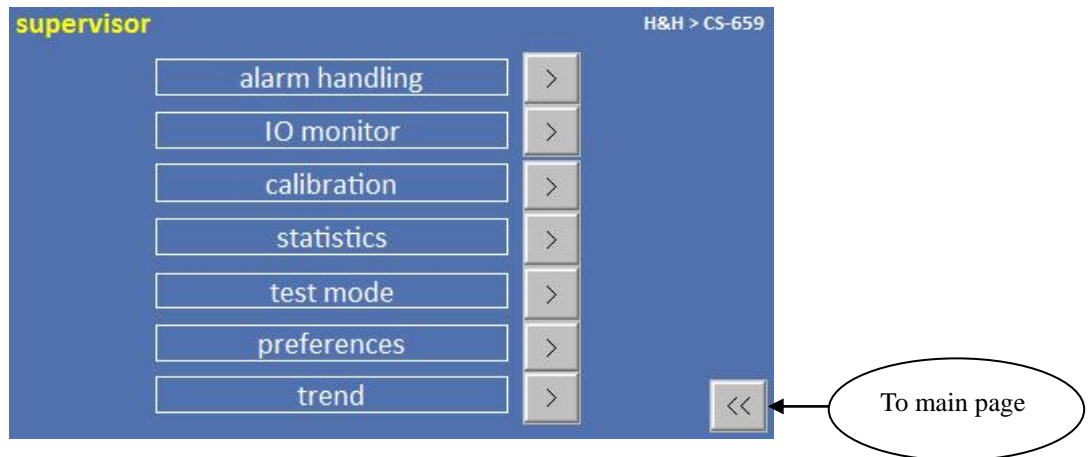 supervisor
H&H > CS-659
alarm handling >
IO monitor >
calibration >
statistics >
test mode >
preferences >
trend >
<<
To main page